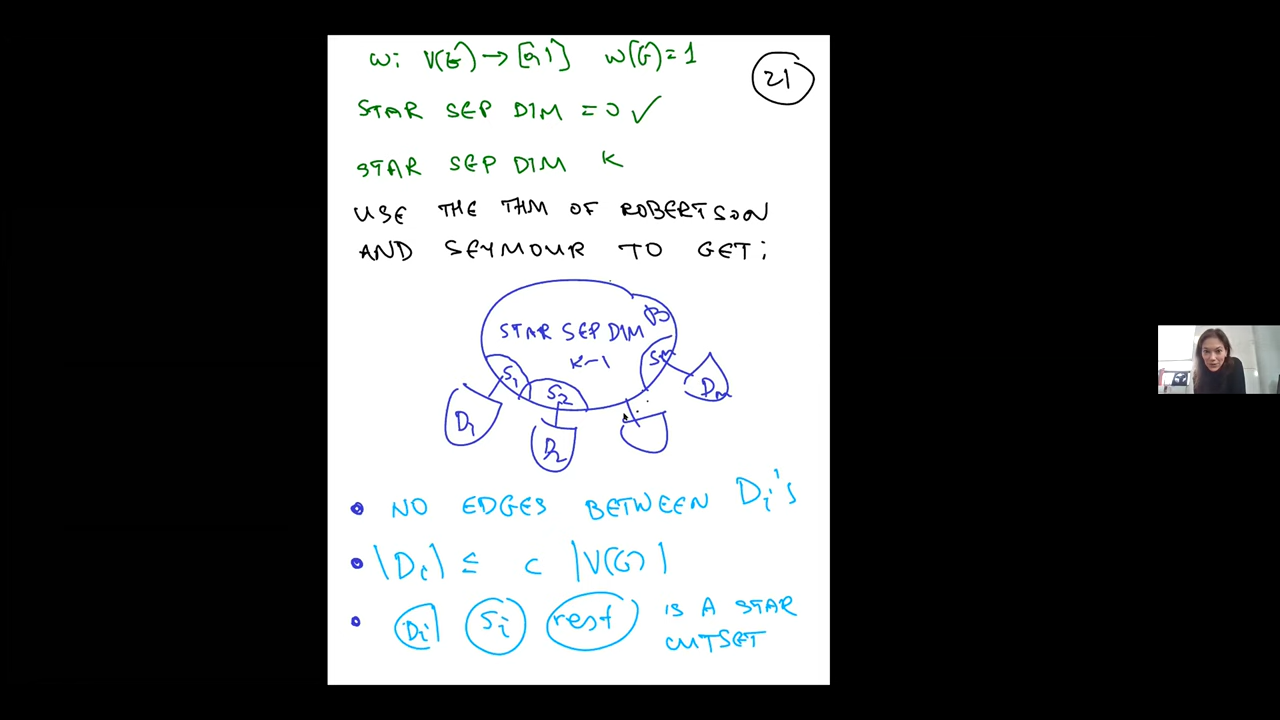 w: V(G) → [0,1] w(G)=1
21
STAR SEP DIM = 0 ✓
STAR SEP DIM K
USE THE THM OF ROBERTSON
AND SEYMOUR TO GET:
B
STAR SEP DIM
K-1
S1
S2
Sm
D1
D2
Dm
• NO EDGES BETWEEN Di's
• |Di| ≤ c |V(G)|
• Di Si rest IS A STAR
CUTSET